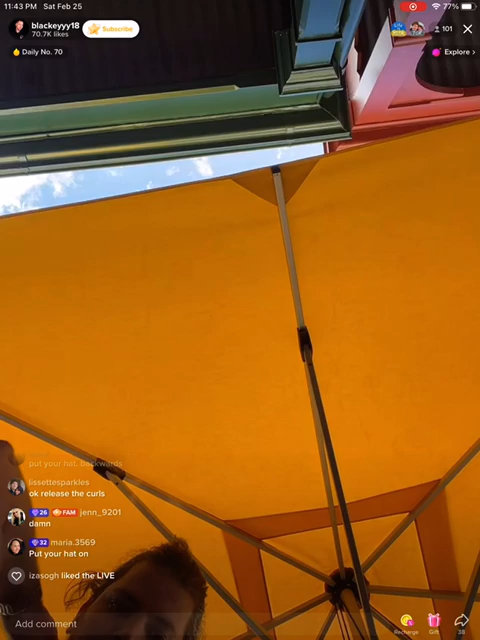 11:43 PM Sat Feb 25
77%
blackeyyy18
70.7K likes
Subscribe
101
Daily No. 70
Explore >
put your hat, backwards
lissettesparkles
ok release the curls
26 FAM jenn_9201
damn
32 maria.3569
Put your hat on
izasogh liked the LIVE
Add comment
Recharge
Gift
38